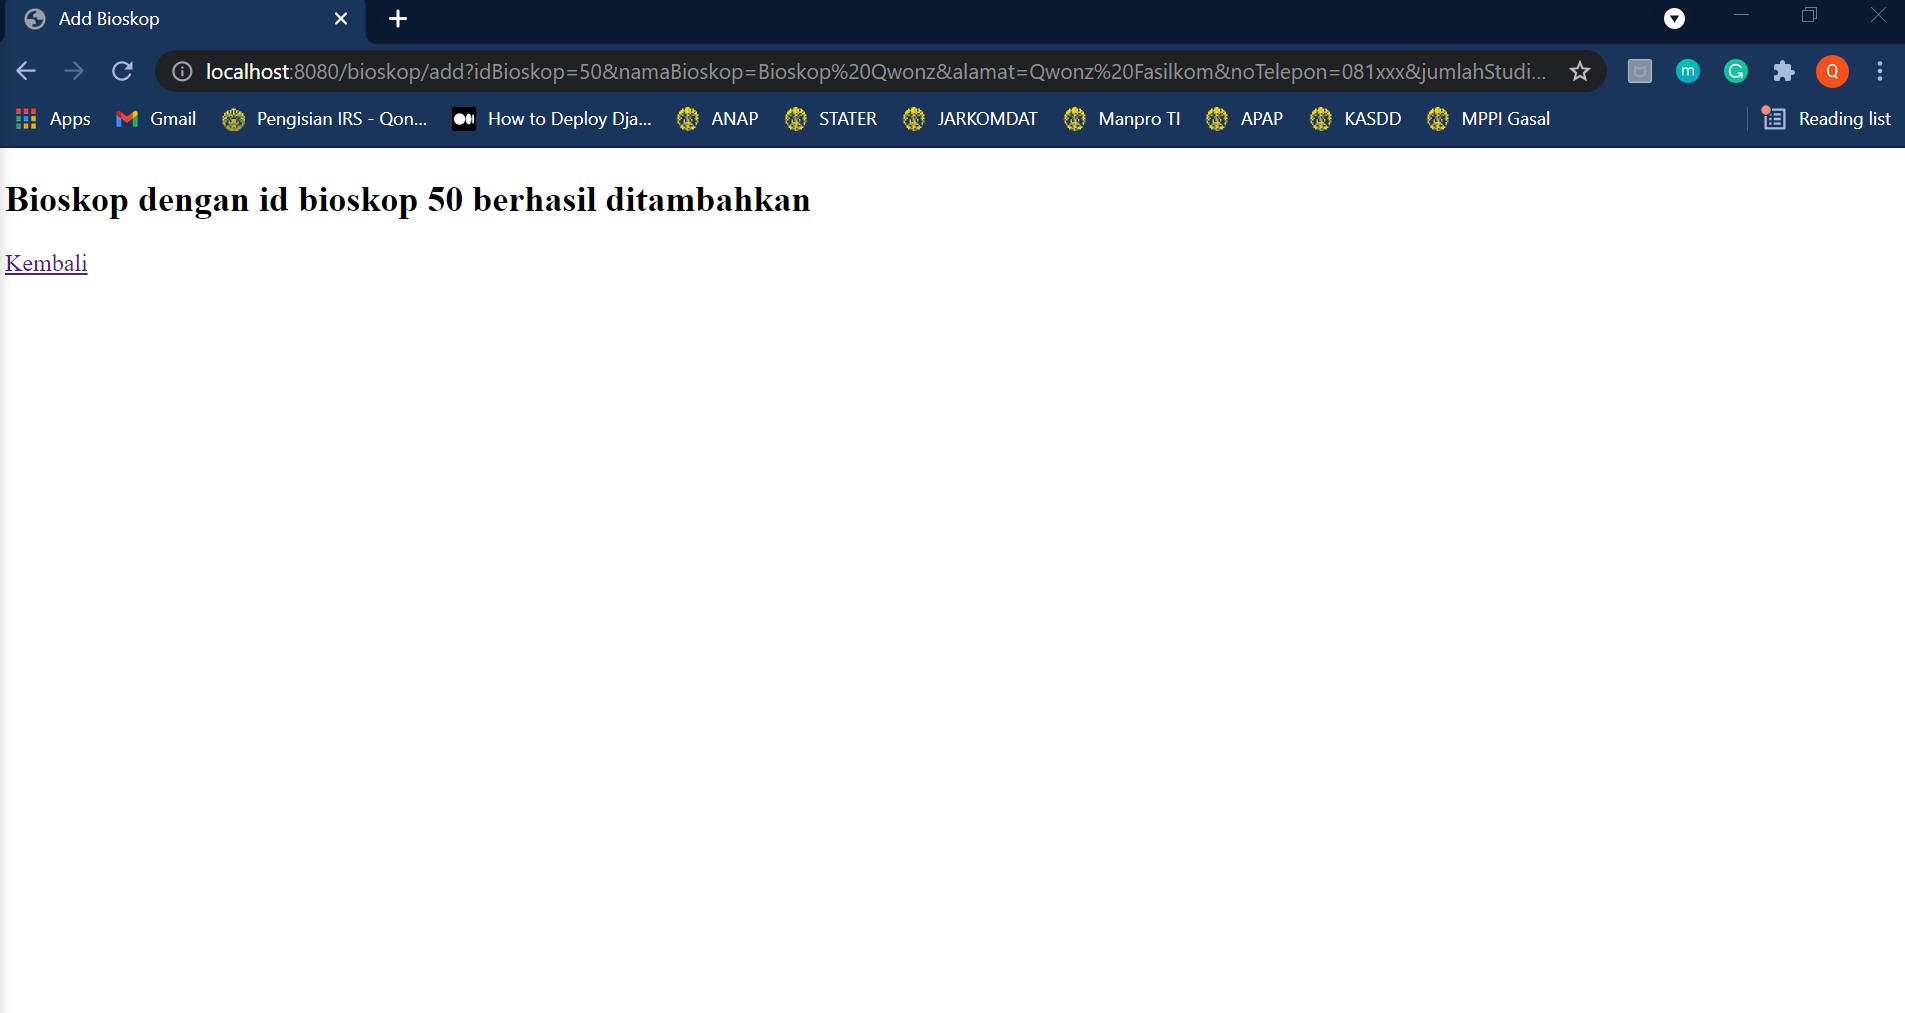 Add Bioskop
localhost:8080/bioskop/add?idBioskop=50&namaBioskop=Bioskop%20Qwonz&alamat=Qwonz%20Fasilkom&noTelepon=081xxx&jumlahStudi...
m
G
Q
Apps Gmail Pengisian IRS - Qon... How to Deploy Dja... ANAP STATER JARKOMDAT Manpro TI APAP KASDD MPPI Gasal Reading list
Bioskop dengan id bioskop 50 berhasil ditambahkan
Kembali